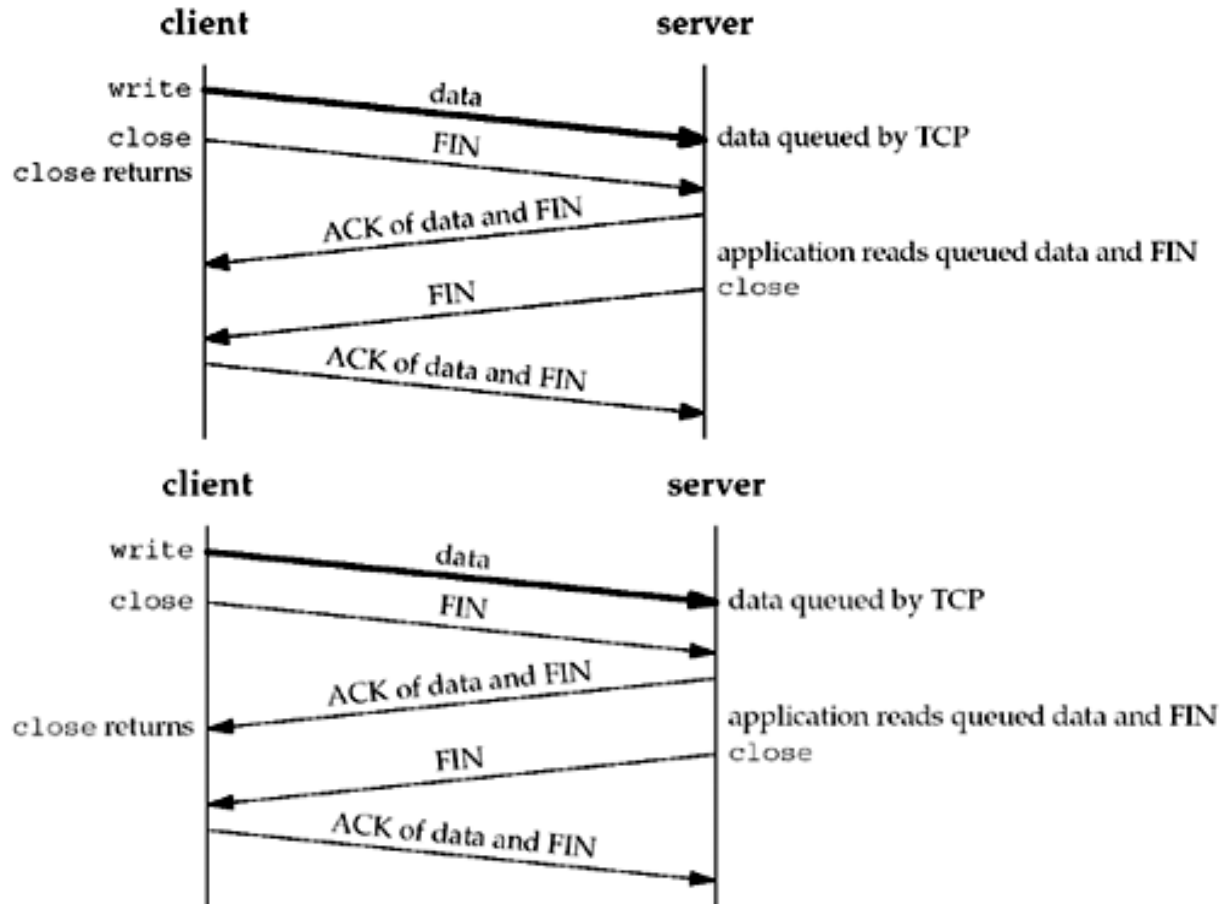 client server
write data
data queued by TCP
close FIN
close returns
ACK of data and FIN
application reads queued data and FIN
FIN close
ACK of data and FIN
client server
write data
close FIN data queued by TCP
ACK of data and FIN
close returns application reads queued data and FIN
FIN close
ACK of data and FIN